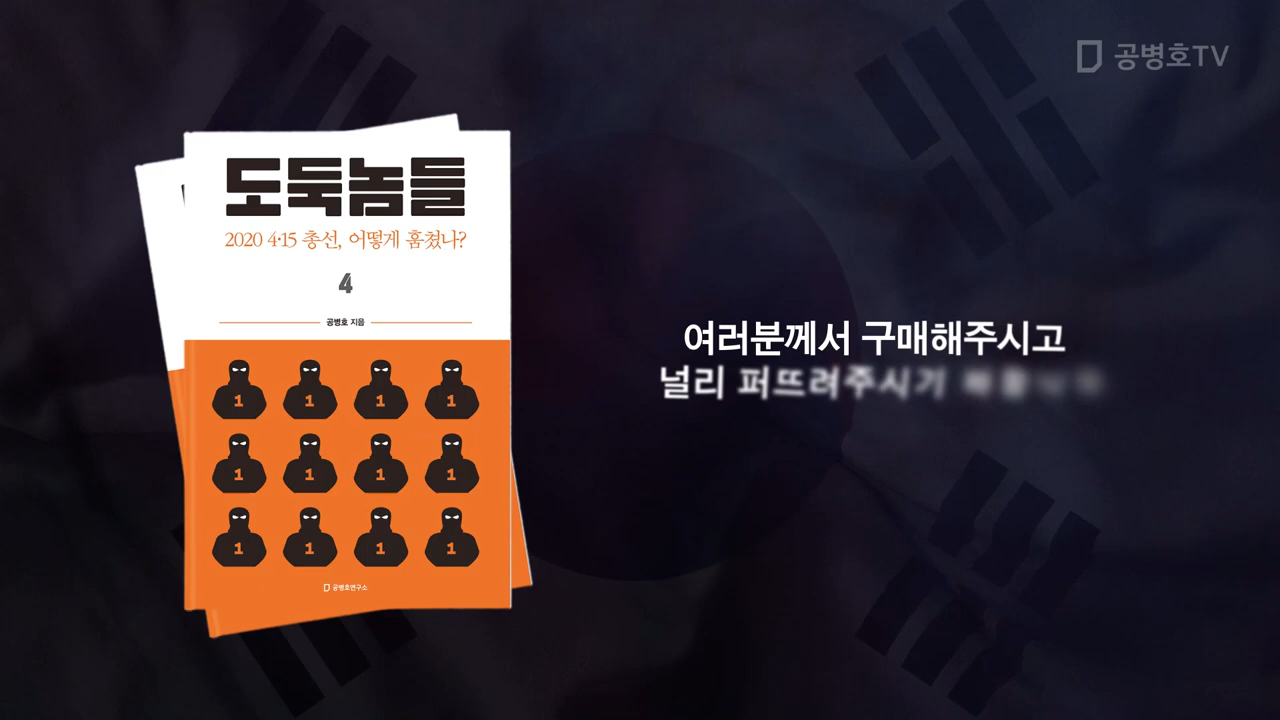 공병호TV
도둑놈들
2020 4·15 총선, 어떻게 훔쳤나?
4
공병호 지음
1 1 1 1
1 1 1 1
1 1 1 1
공병호연구소
여러분께서 구매해주시고
널리 퍼뜨려주시기